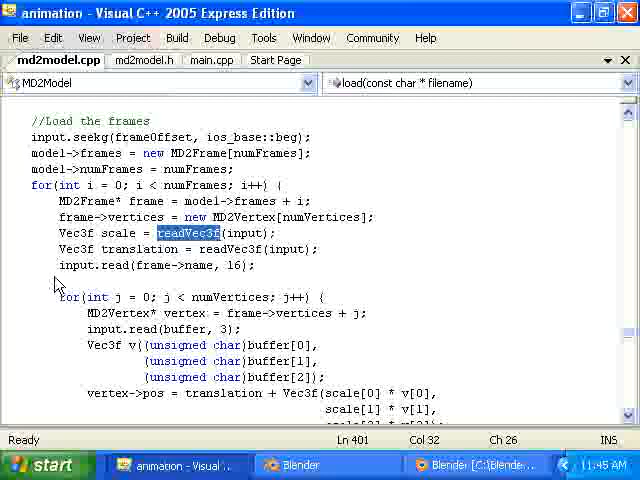 animation - Visual C++ 2005 Express Edition
File Edit View Project Build Debug Tools Window Community Help
md2model.cpp md2model.h main.cpp Start Page
MD2Model load(const char * filename)
//Load the frames
input.seekg(frameOffset, ios_base::beg);
model->frames = new MD2Frame[numFrames];
model->numFrames = numFrames;
for(int i = 0; i < numFrames; i++) {
MD2Frame* frame = model->frames + i;
frame->vertices = new MD2Vertex[numVertices];
Vec3f scale = readVec3f(input);
Vec3f translation = readVec3f(input);
input.read(frame->name, 16);
for(int j = 0; j < numVertices; j++) {
MD2Vertex* vertex = frame->vertices + j;
input.read(buffer, 3);
Vec3f v((unsigned char)buffer[0],
(unsigned char)buffer[1],
(unsigned char)buffer[2]);
vertex->pos = translation + Vec3f(scale[0] * v[0],
scale[1] * v[1],
Ready Ln 401 Col 32 Ch 26 INS
start animation - Visual ... Blender Blender [C:\Blende... 11:45 AM